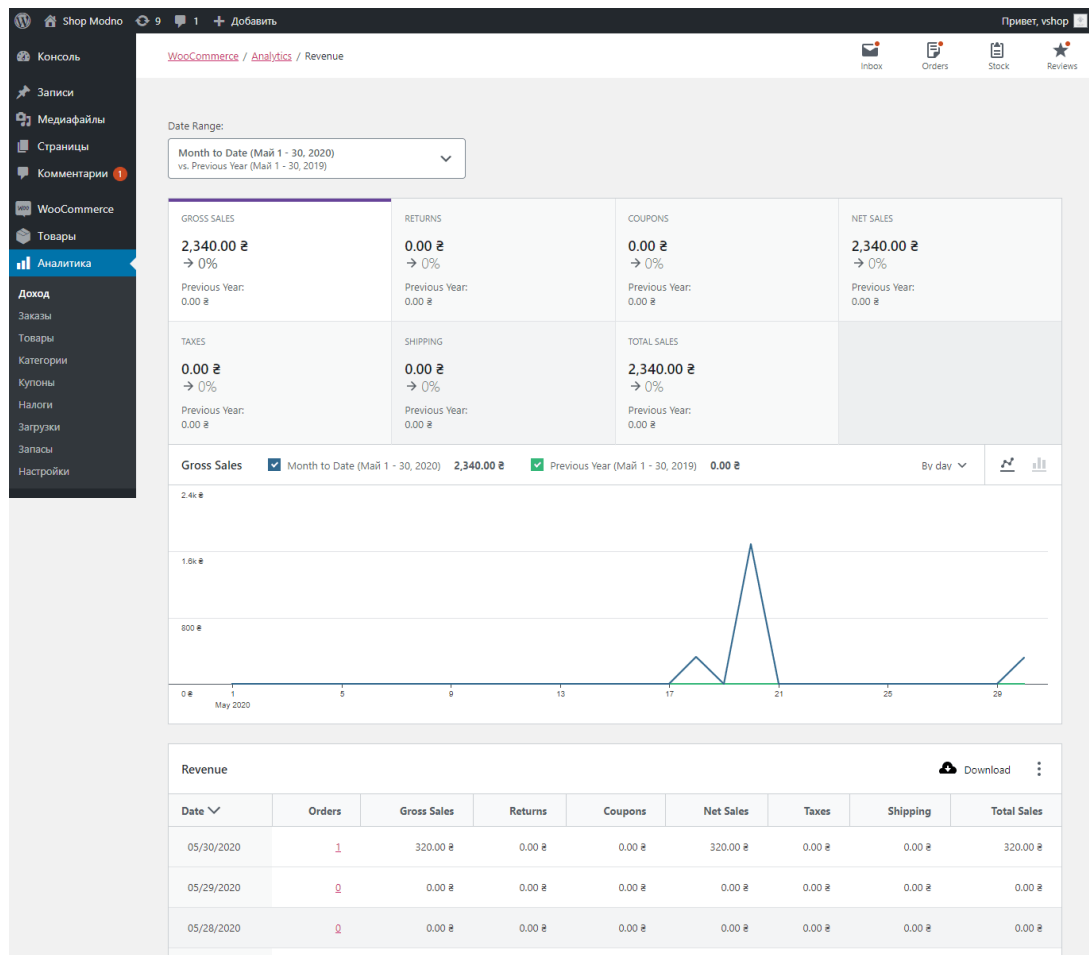 Shop Modno 9 1 + Добавить Привет, vshop
Консоль
Записи
Медиафайлы
Страницы
Комментарии 1
WooCommerce
Товары
Аналитика
Доход
Заказы
Товары
Категории
Купоны
Налоги
Загрузки
Запасы
Настройки
WooCommerce / Analytics / Revenue
Inbox Orders Stock Reviews
Date Range:
Month to Date (Май 1 - 30, 2020)
vs. Previous Year (Май 1 - 30, 2019)
GROSS SALES RETURNS COUPONS NET SALES
2,340.00 ₴ 0.00 ₴ 0.00 ₴ 2,340.00 ₴
→ 0% → 0% → 0% → 0%
Previous Year: Previous Year: Previous Year: Previous Year:
0.00 ₴ 0.00 ₴ 0.00 ₴ 0.00 ₴
TAXES SHIPPING TOTAL SALES
0.00 ₴ 0.00 ₴ 2,340.00 ₴
→ 0% → 0% → 0%
Previous Year: Previous Year: Previous Year:
0.00 ₴ 0.00 ₴ 0.00 ₴
Gross Sales Month to Date (Май 1 - 30, 2020) 2,340.00 ₴ Previous Year (Май 1 - 30, 2019) 0.00 ₴ By day
2.4k ₴
1.6k ₴
800 ₴
0 ₴ 1 5 9 13 17 21 25 29
May 2020
Revenue Download
Date Orders Gross Sales Returns Coupons Net Sales Taxes Shipping Total Sales
05/30/2020 1 320.00 ₴ 0.00 ₴ 0.00 ₴ 320.00 ₴ 0.00 ₴ 0.00 ₴ 320.00 ₴
05/29/2020 0 0.00 ₴ 0.00 ₴ 0.00 ₴ 0.00 ₴ 0.00 ₴ 0.00 ₴ 0.00 ₴
05/28/2020 0 0.00 ₴ 0.00 ₴ 0.00 ₴ 0.00 ₴ 0.00 ₴ 0.00 ₴ 0.00 ₴